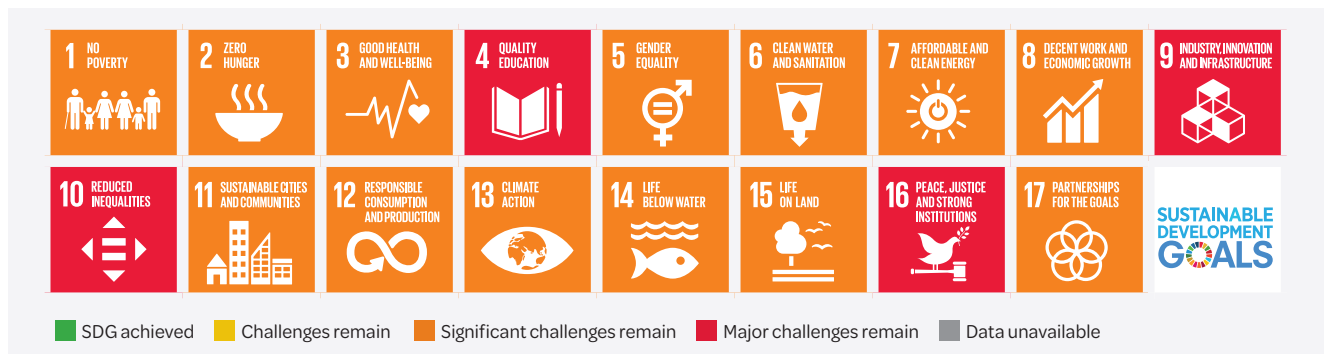 1 NO
POVERTY
2 ZERO
HUNGER
3 GOOD HEALTH
AND WELL-BEING
4 QUALITY
EDUCATION
5 GENDER
EQUALITY
6 CLEAN WATER
AND SANITATION
7 AFFORDABLE AND
CLEAN ENERGY
8 DECENT WORK AND
ECONOMIC GROWTH
9 INDUSTRY, INNOVATION
AND INFRASTRUCTURE
10 REDUCED
INEQUALITIES
11 SUSTAINABLE CITIES
AND COMMUNITIES
12 RESPONSIBLE
CONSUMPTION
AND PRODUCTION
13 CLIMATE
ACTION
14 LIFE
BELOW WATER
15 LIFE
ON LAND
16 PEACE, JUSTICE
AND STRONG
INSTITUTIONS
17 PARTNERSHIPS
FOR THE GOALS
SUSTAINABLE
DEVELOPMENT
GOALS
SDG achieved
Challenges remain
Significant challenges remain
Major challenges remain
Data unavailable